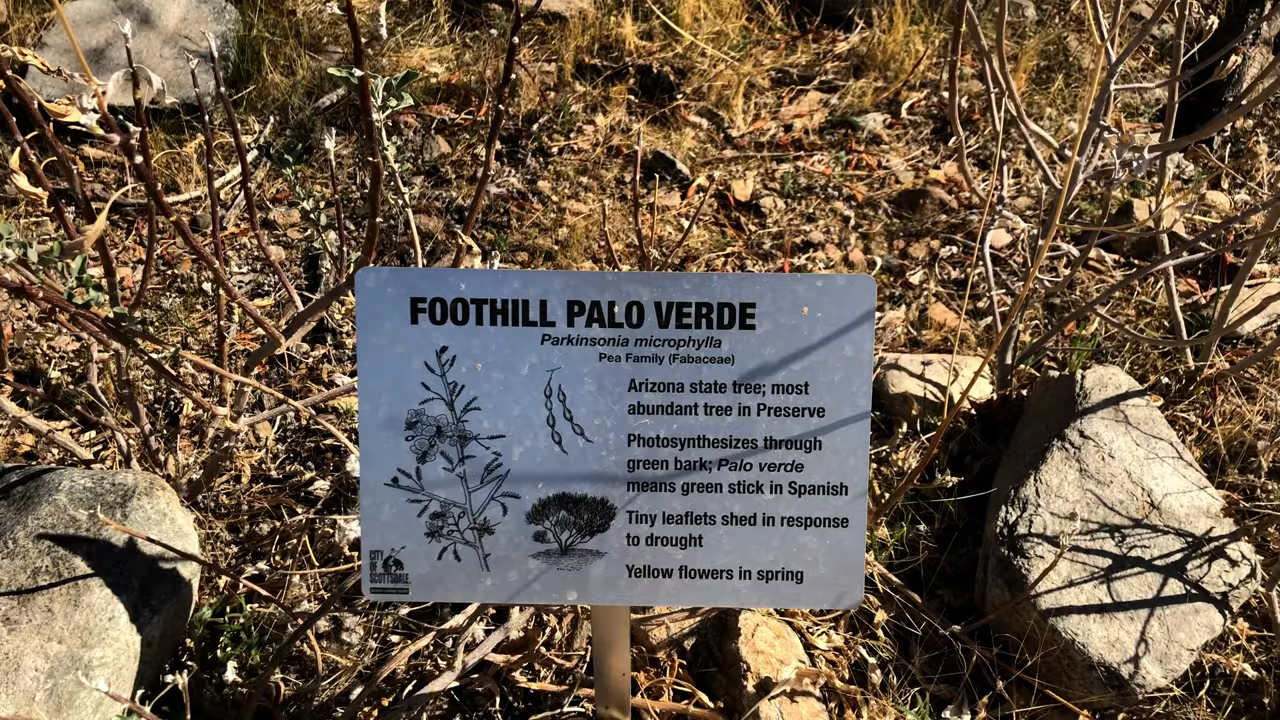 FOOTHILL PALO VERDE
Parkinsonia microphylla
Pea Family (Fabaceae)
Arizona state tree; most
abundant tree in Preserve
Photosynthesizes through
green bark; Palo verde
means green stick in Spanish
Tiny leaflets shed in response
to drought
Yellow flowers in spring
CITY
OF
SCOTTSDALE